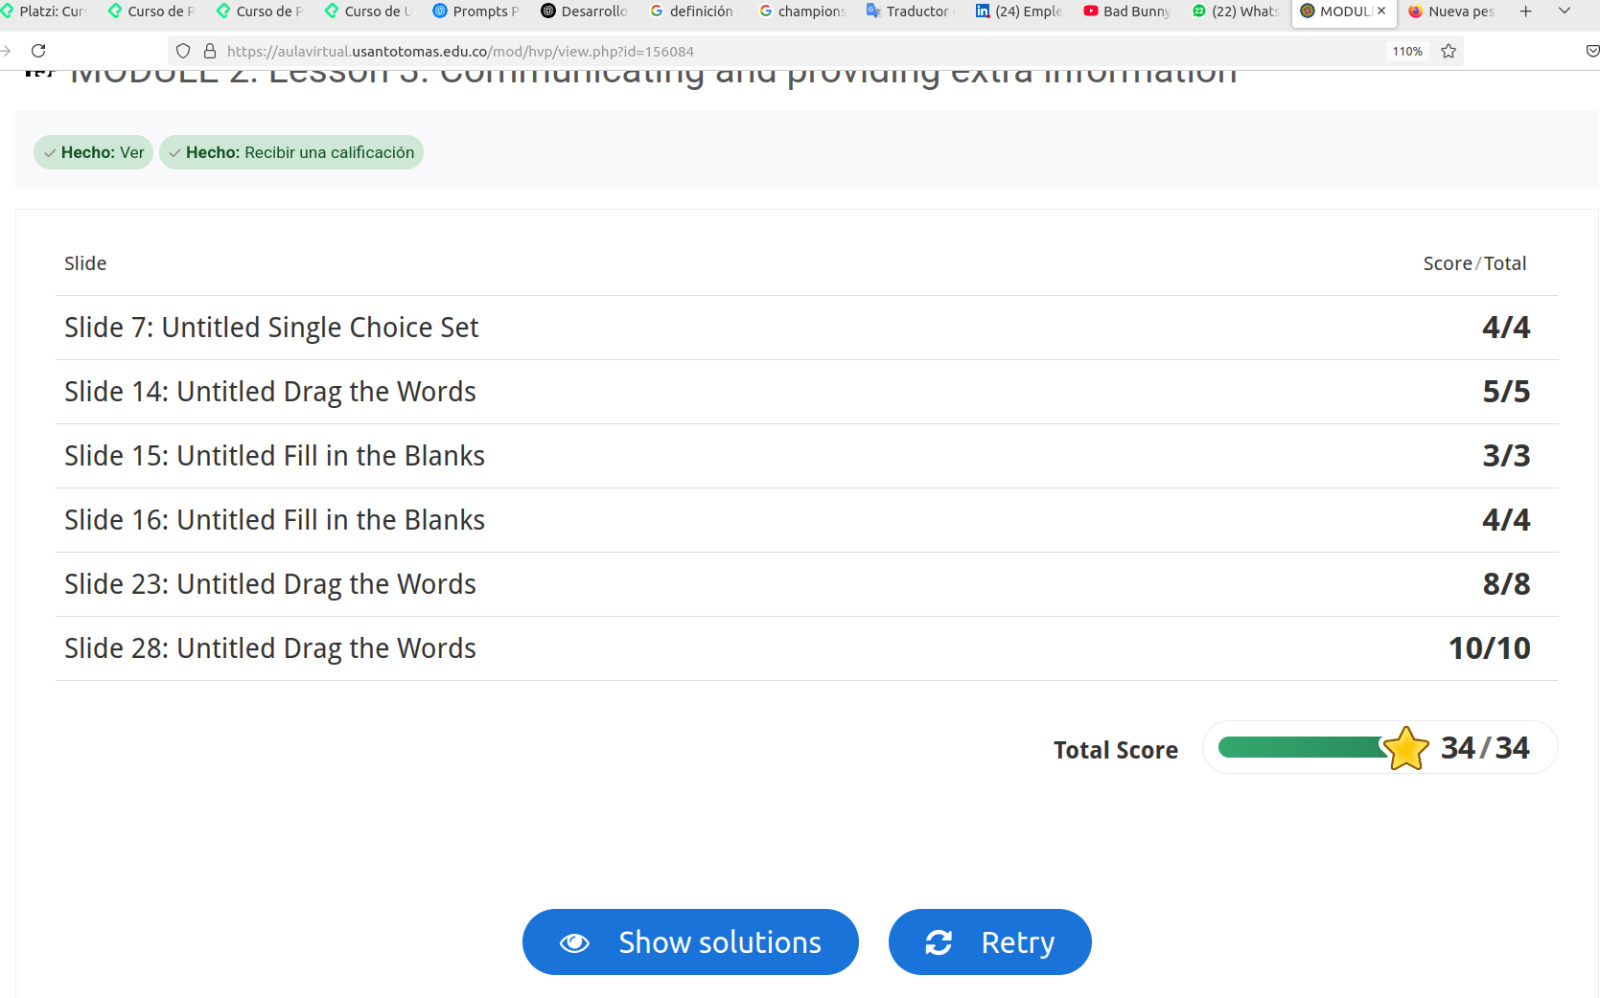 Platzi: Cur
Curso de P
Curso de P
Curso de U
Prompts P
Desarrollo
definición
champions
Traductor
(24) Emple
Bad Bunny
(22) Whats
MODUL
Nueva pes
https://aulavirtual.usantotomas.edu.co/mod/hvp/view.php?id=156084
110%
MODULE 2: Lesson 3: Communicating and providing extra information
Hecho: Ver
Hecho: Recibir una calificación
Slide
Score/Total
Slide 7: Untitled Single Choice Set
4/4
Slide 14: Untitled Drag the Words
5/5
Slide 15: Untitled Fill in the Blanks
3/3
Slide 16: Untitled Fill in the Blanks
4/4
Slide 23: Untitled Drag the Words
8/8
Slide 28: Untitled Drag the Words
10/10
Total Score
34/34
Show solutions
Retry